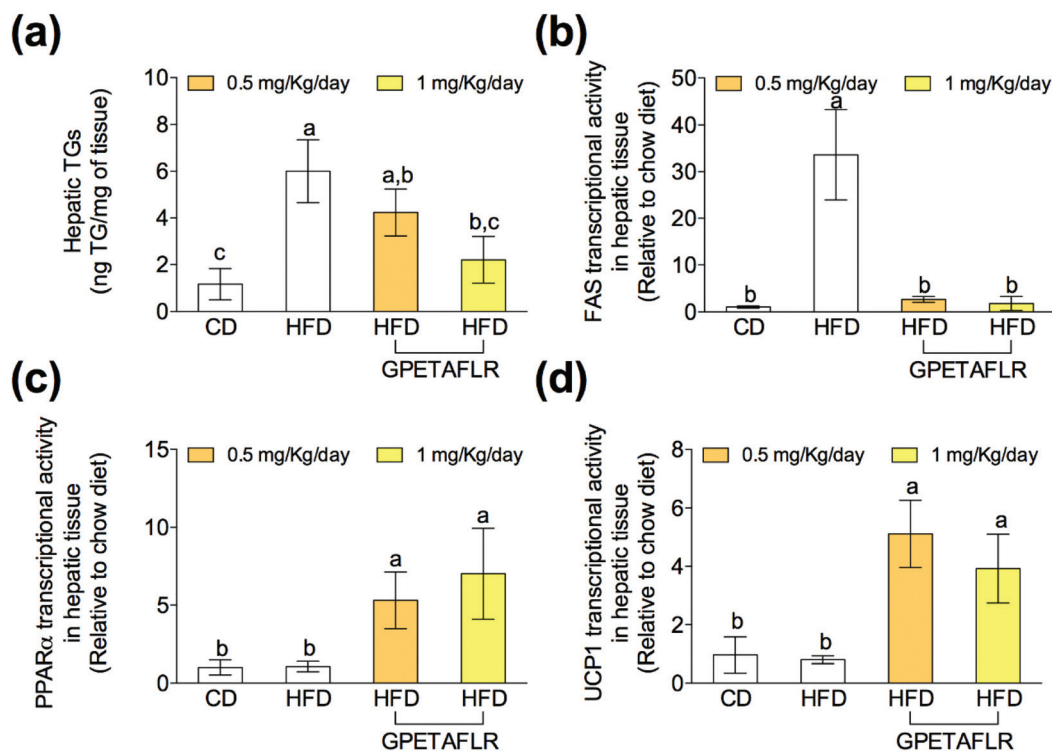 (a)
Hepatic TGs
(ng TG/mg of tissue)
10
8
6
4
2
0
0.5 mg/Kg/day
1 mg/Kg/day
c
a
a,b
b,c
CD
HFD
HFD
HFD
GPETAFLR
(b)
FAS transcriptional activity
in hepatic tissue
(Relative to chow diet)
50
40
30
20
10
0
0.5 mg/Kg/day
1 mg/Kg/day
b
a
b
b
CD
HFD
HFD
HFD
GPETAFLR
(c)
PPARα transcriptional activity
in hepatic tissue
(Relative to chow diet)
15
10
5
0
0.5 mg/Kg/day
1 mg/Kg/day
b
b
a
a
CD
HFD
HFD
HFD
GPETAFLR
(d)
UCP1 transcriptional activity
in hepatic tissue
(Relative to chow diet)
8
6
4
2
0
0.5 mg/Kg/day
1 mg/Kg/day
b
b
a
a
CD
HFD
HFD
HFD
GPETAFLR